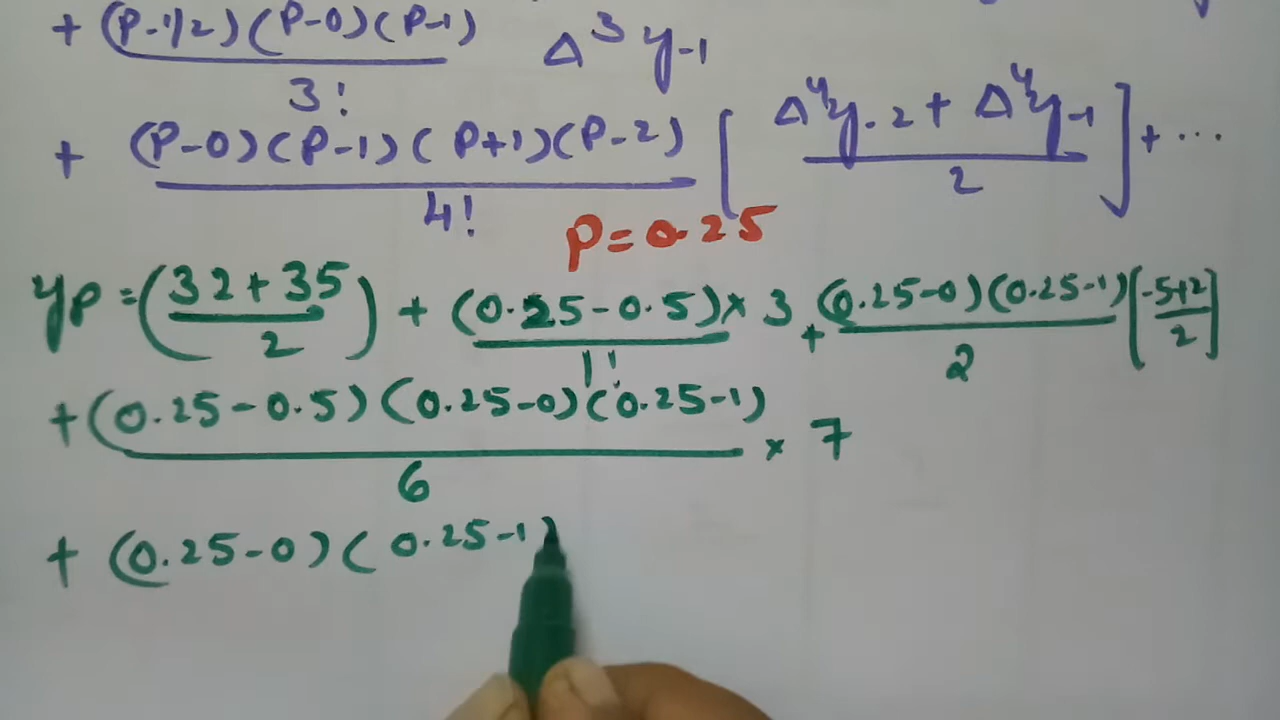 + (P-1/2)(P-0)(P-1) / 3! Δ³y-1
+ (P-0)(P-1)(P+1)(P-2) / 4! [Δ⁴y-2 + Δ⁴y-1 / 2] + ...
P=0.25
yp = (32+35 / 2) + (0.25-0.5) / 1! × 3 + (0.25-0)(0.25-1) / 2 [-5+2 / 2]
+ (0.25-0.5)(0.25-0)(0.25-1) / 6 × 7
+ (0.25-0)(0.25-1)